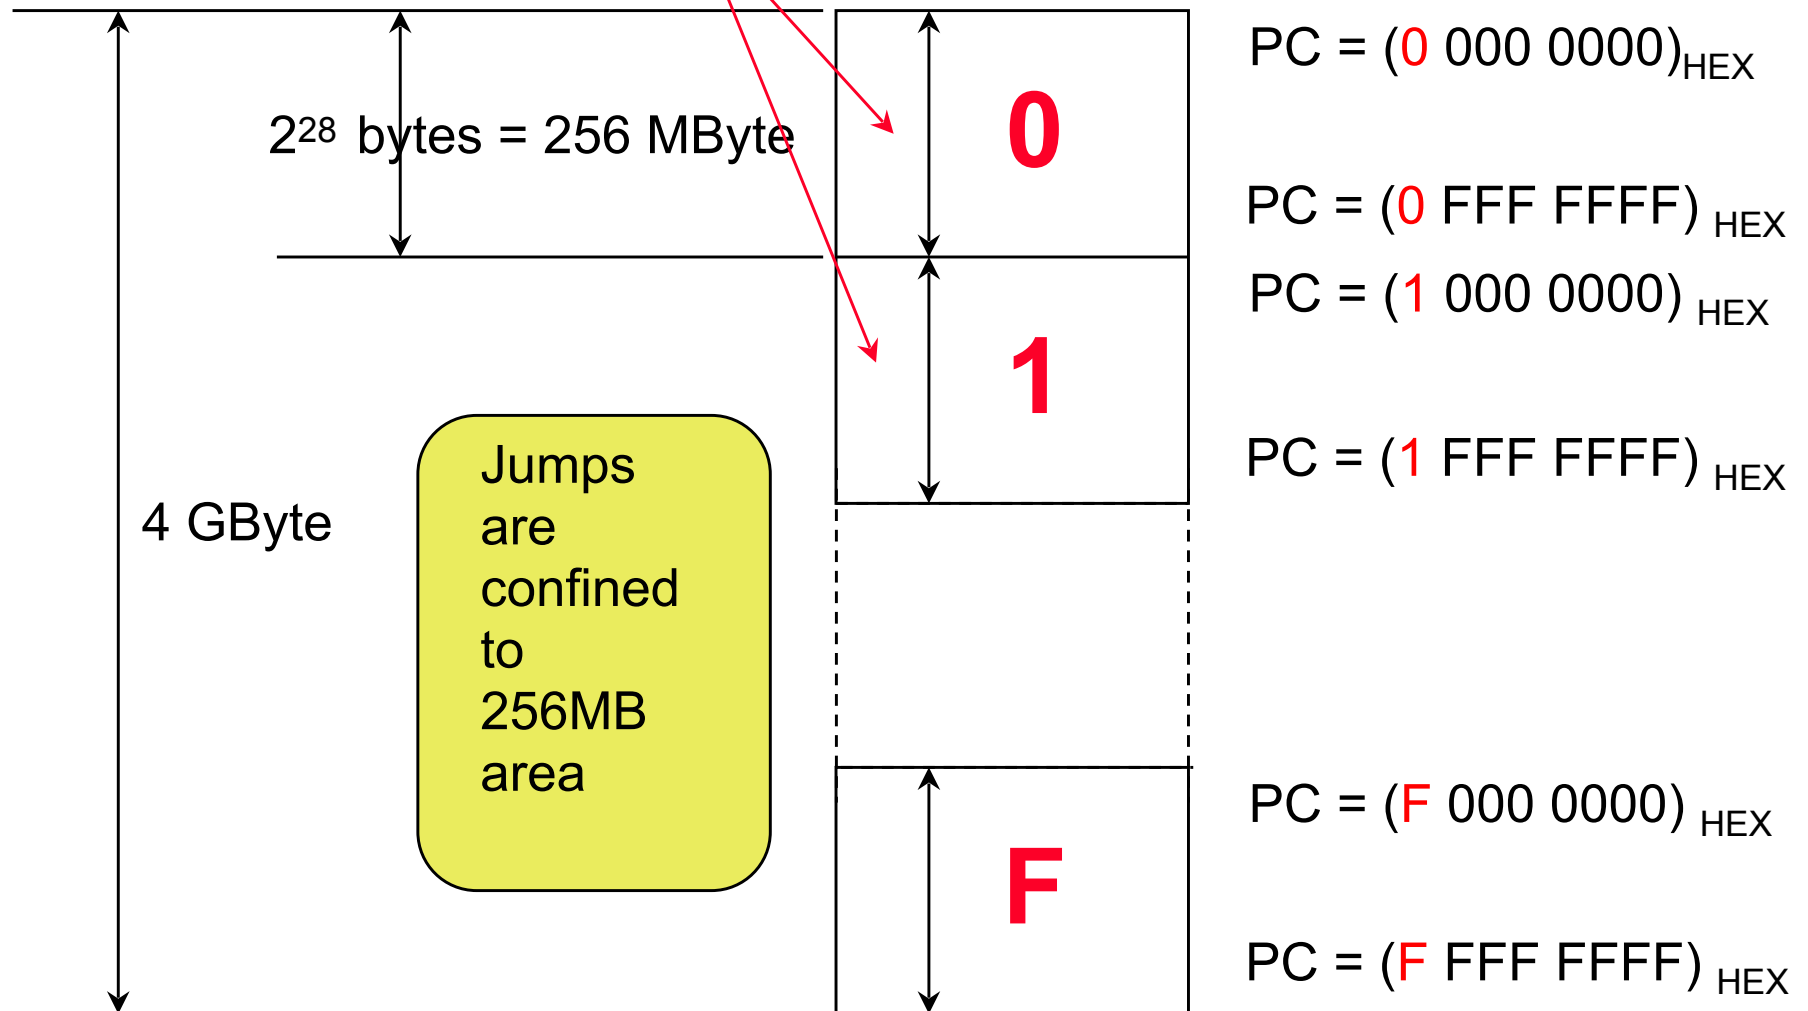 PC = (0 000 0000)HEX
2²⁸ bytes = 256 MByte
0
PC = (0 FFF FFFF) HEX
PC = (1 000 0000) HEX
1
PC = (1 FFF FFFF) HEX
4 GByte
Jumps
are
confined
to
256MB
area
PC = (F 000 0000) HEX
F
PC = (F FFF FFFF) HEX